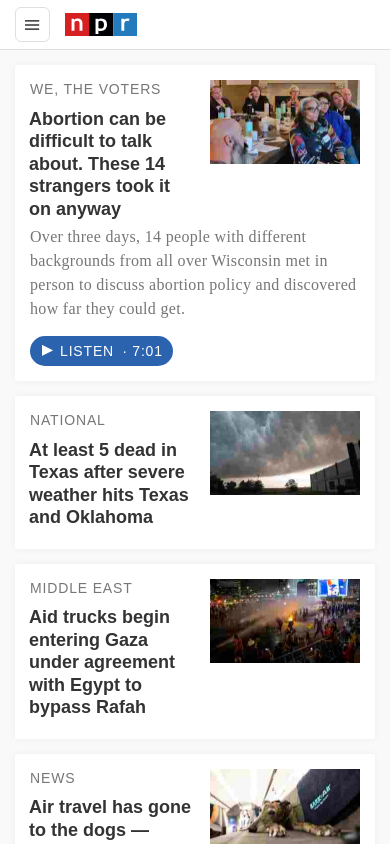 npr
WE, THE VOTERS
Abortion can be
difficult to talk
about. These 14
strangers took it
on anyway
Over three days, 14 people with different
backgrounds from all over Wisconsin met in
person to discuss abortion policy and discovered
how far they could get.
LISTEN · 7:01
NATIONAL
At least 5 dead in
Texas after severe
weather hits Texas
and Oklahoma
MIDDLE EAST
Aid trucks begin
entering Gaza
under agreement
with Egypt to
bypass Rafah
NEWS
Air travel has gone
to the dogs —